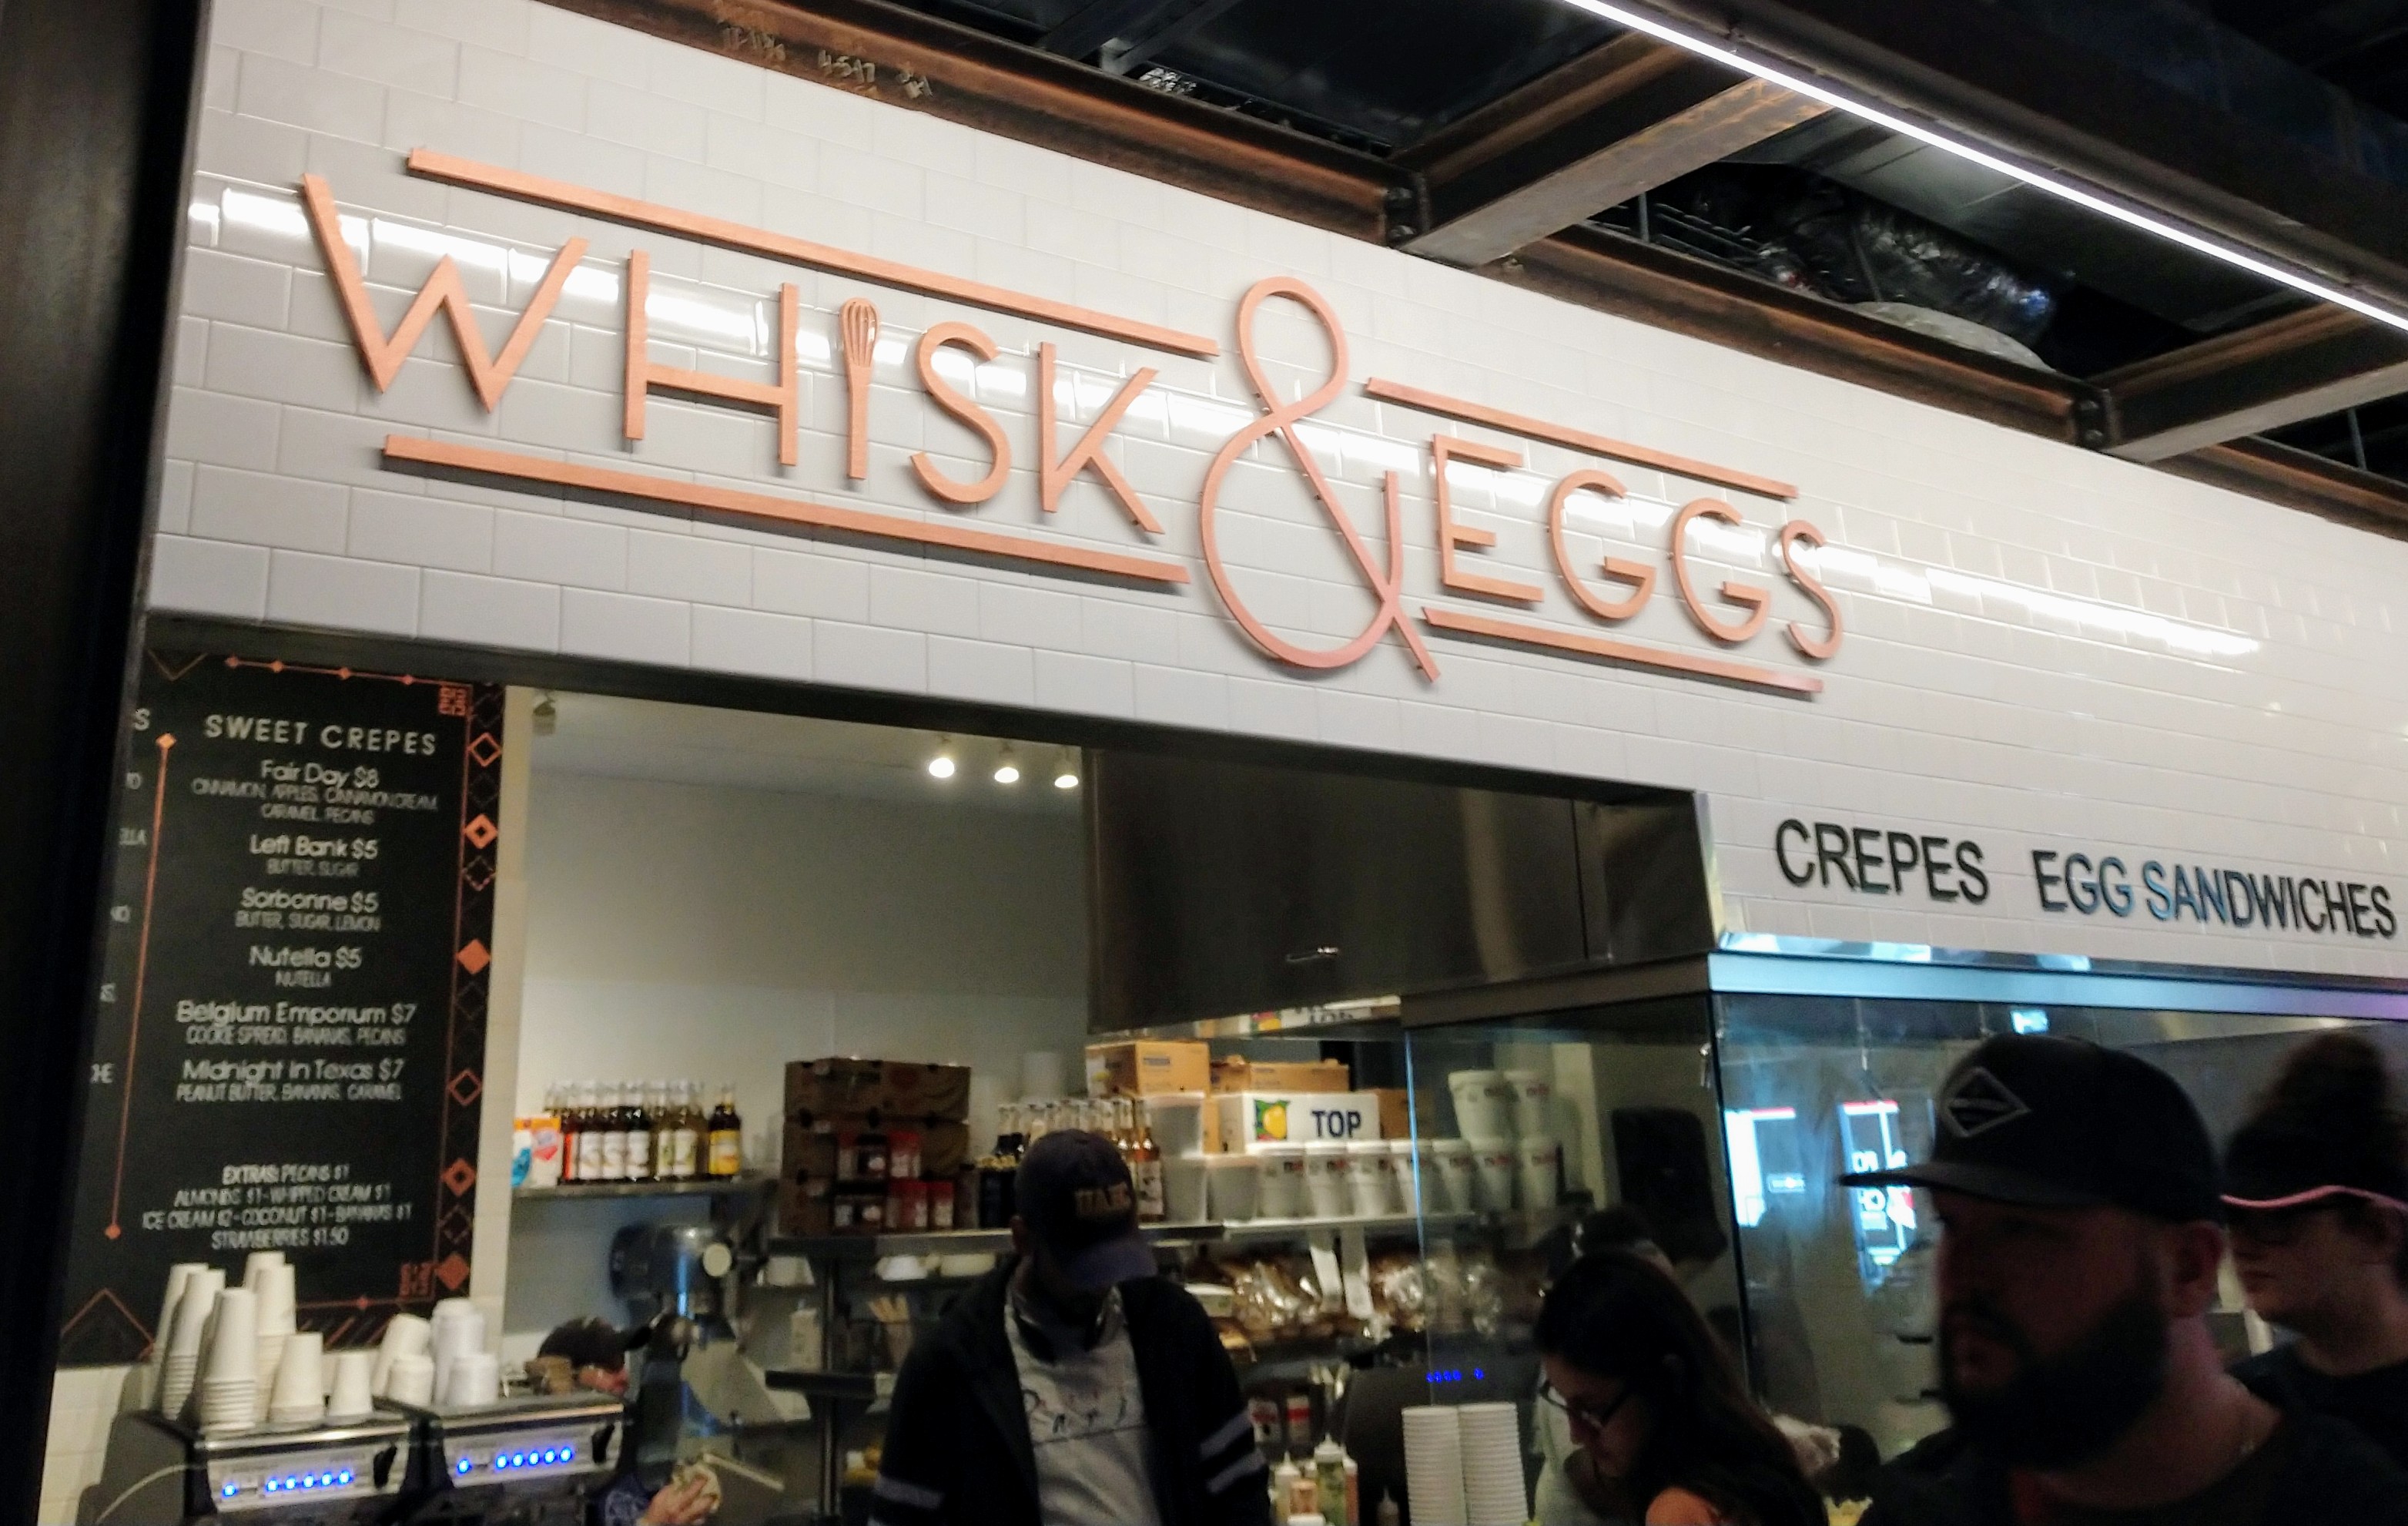 WHISK & EGGS
SWEET CREPES
Fair Day $8
CINNAMON, APPLES, CINNAMON CREAM,
CARAMEL, PECANS
Left Bank $5
BUTTER, SUGAR
Sorbonne $5
BUTTER, SUGAR, LEMON
Nutella $5
NUTELLA
Belgium Emporium $7
COOKIE SPREAD, BANANAS, PECANS
Midnight in Texas $7
PEANUT BUTTER, BANANAS, CARAMEL
EXTRAS: PECANS $1
ALMONDS $1 - WHIPPED CREAM $1
ICE CREAM $2 - COCONUT $1 - BANANAS $1
STRAWBERRIES $1.50
CREPES EGG SANDWICHES
TOP